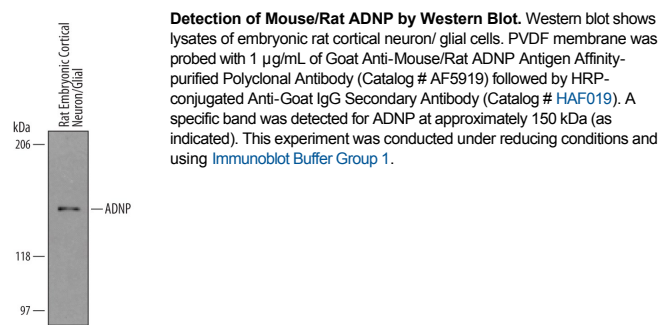 Rat Embryonic Cortical
Neuron/Glial
kDa
206
ADNP
118
97
Detection of Mouse/Rat ADNP by Western Blot. Western blot shows
lysates of embryonic rat cortical neuron/ glial cells. PVDF membrane was
probed with 1 µg/mL of Goat Anti-Mouse/Rat ADNP Antigen Affinity-
purified Polyclonal Antibody (Catalog # AF5919) followed by HRP-
conjugated Anti-Goat IgG Secondary Antibody (Catalog # HAF019). A
specific band was detected for ADNP at approximately 150 kDa (as
indicated). This experiment was conducted under reducing conditions and
using Immunoblot Buffer Group 1.